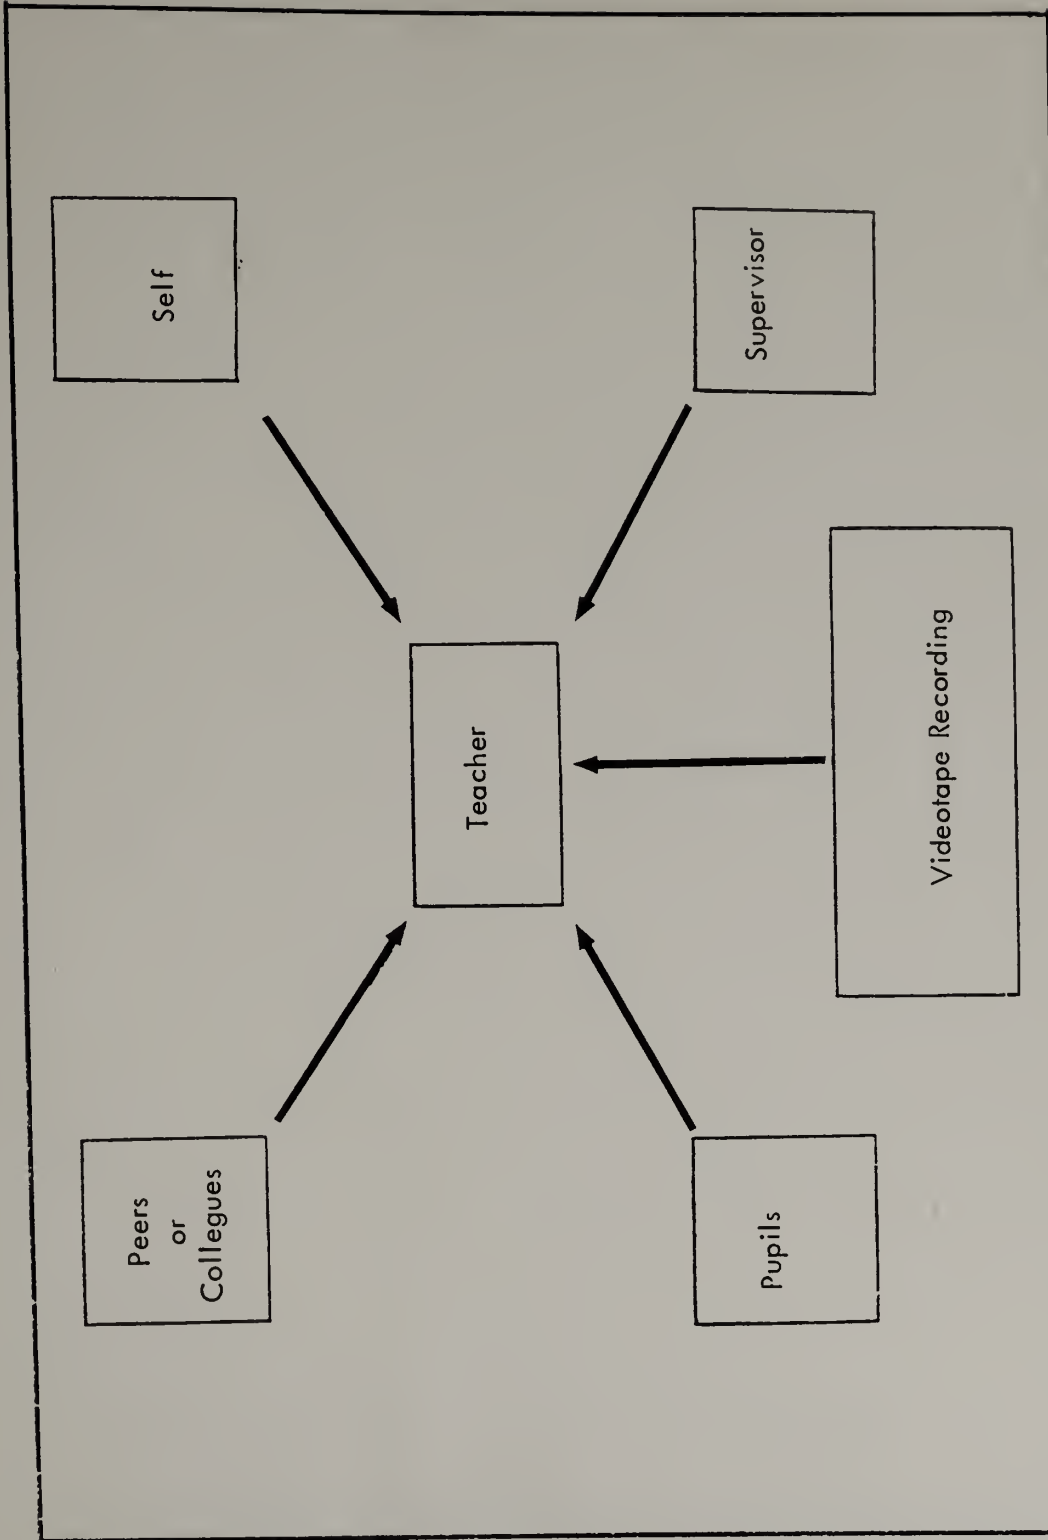 Peers
or
Collegues
Self
Teacher
Pupils
Supervisor
Videotape Recording